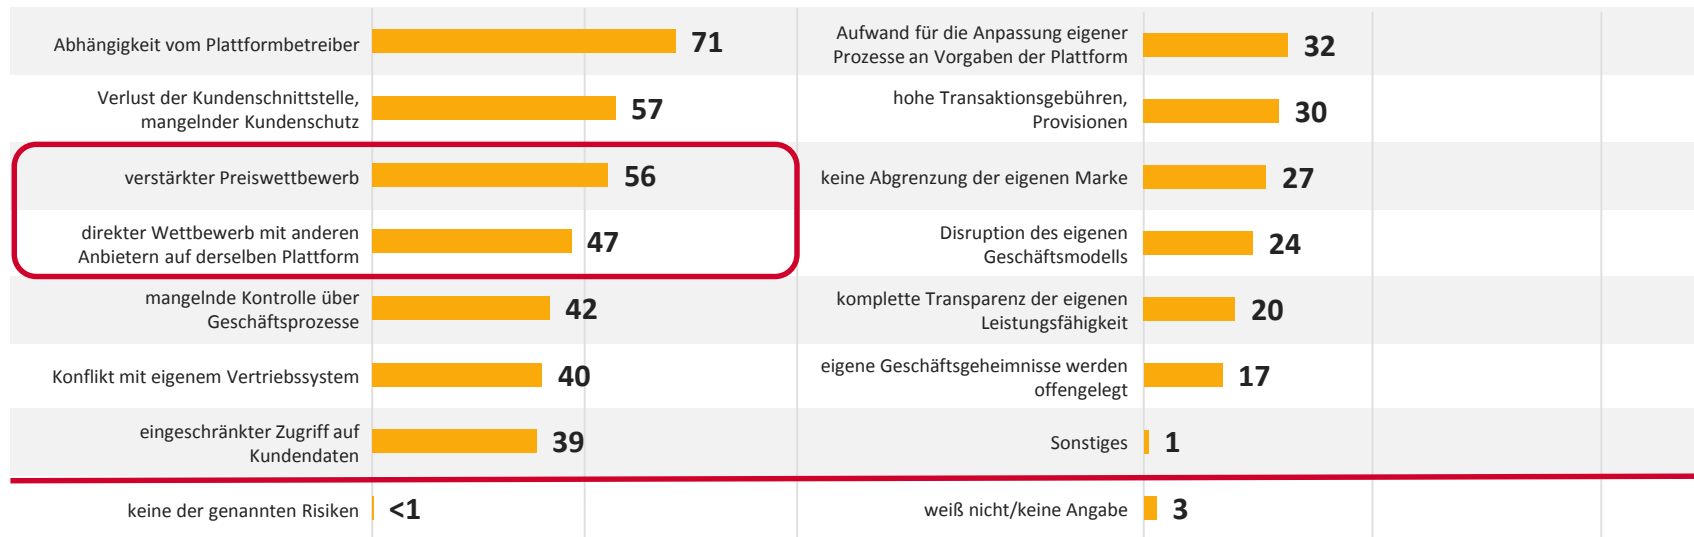 Abhängigkeit vom Plattformbetreiber
71
Verlust der Kundenschnittstelle,
mangelnder Kundenschutz
57
verstärkter Preiswettbewerb
56
direkter Wettbewerb mit anderen
Anbietern auf derselben Plattform
47
mangelnde Kontrolle über
Geschäftsprozesse
42
Konflikt mit eigenem Vertriebssystem
40
eingeschränkter Zugriff auf
Kundendaten
39
keine der genannten Risiken
<1
Aufwand für die Anpassung eigener
Prozesse an Vorgaben der Plattform
32
hohe Transaktionsgebühren,
Provisionen
30
keine Abgrenzung der eigenen Marke
27
Disruption des eigenen
Geschäftsmodells
24
komplette Transparenz der eigenen
Leistungsfähigkeit
20
eigene Geschäftsgeheimnisse werden
offengelegt
17
Sonstiges
1
weiß nicht/keine Angabe
3